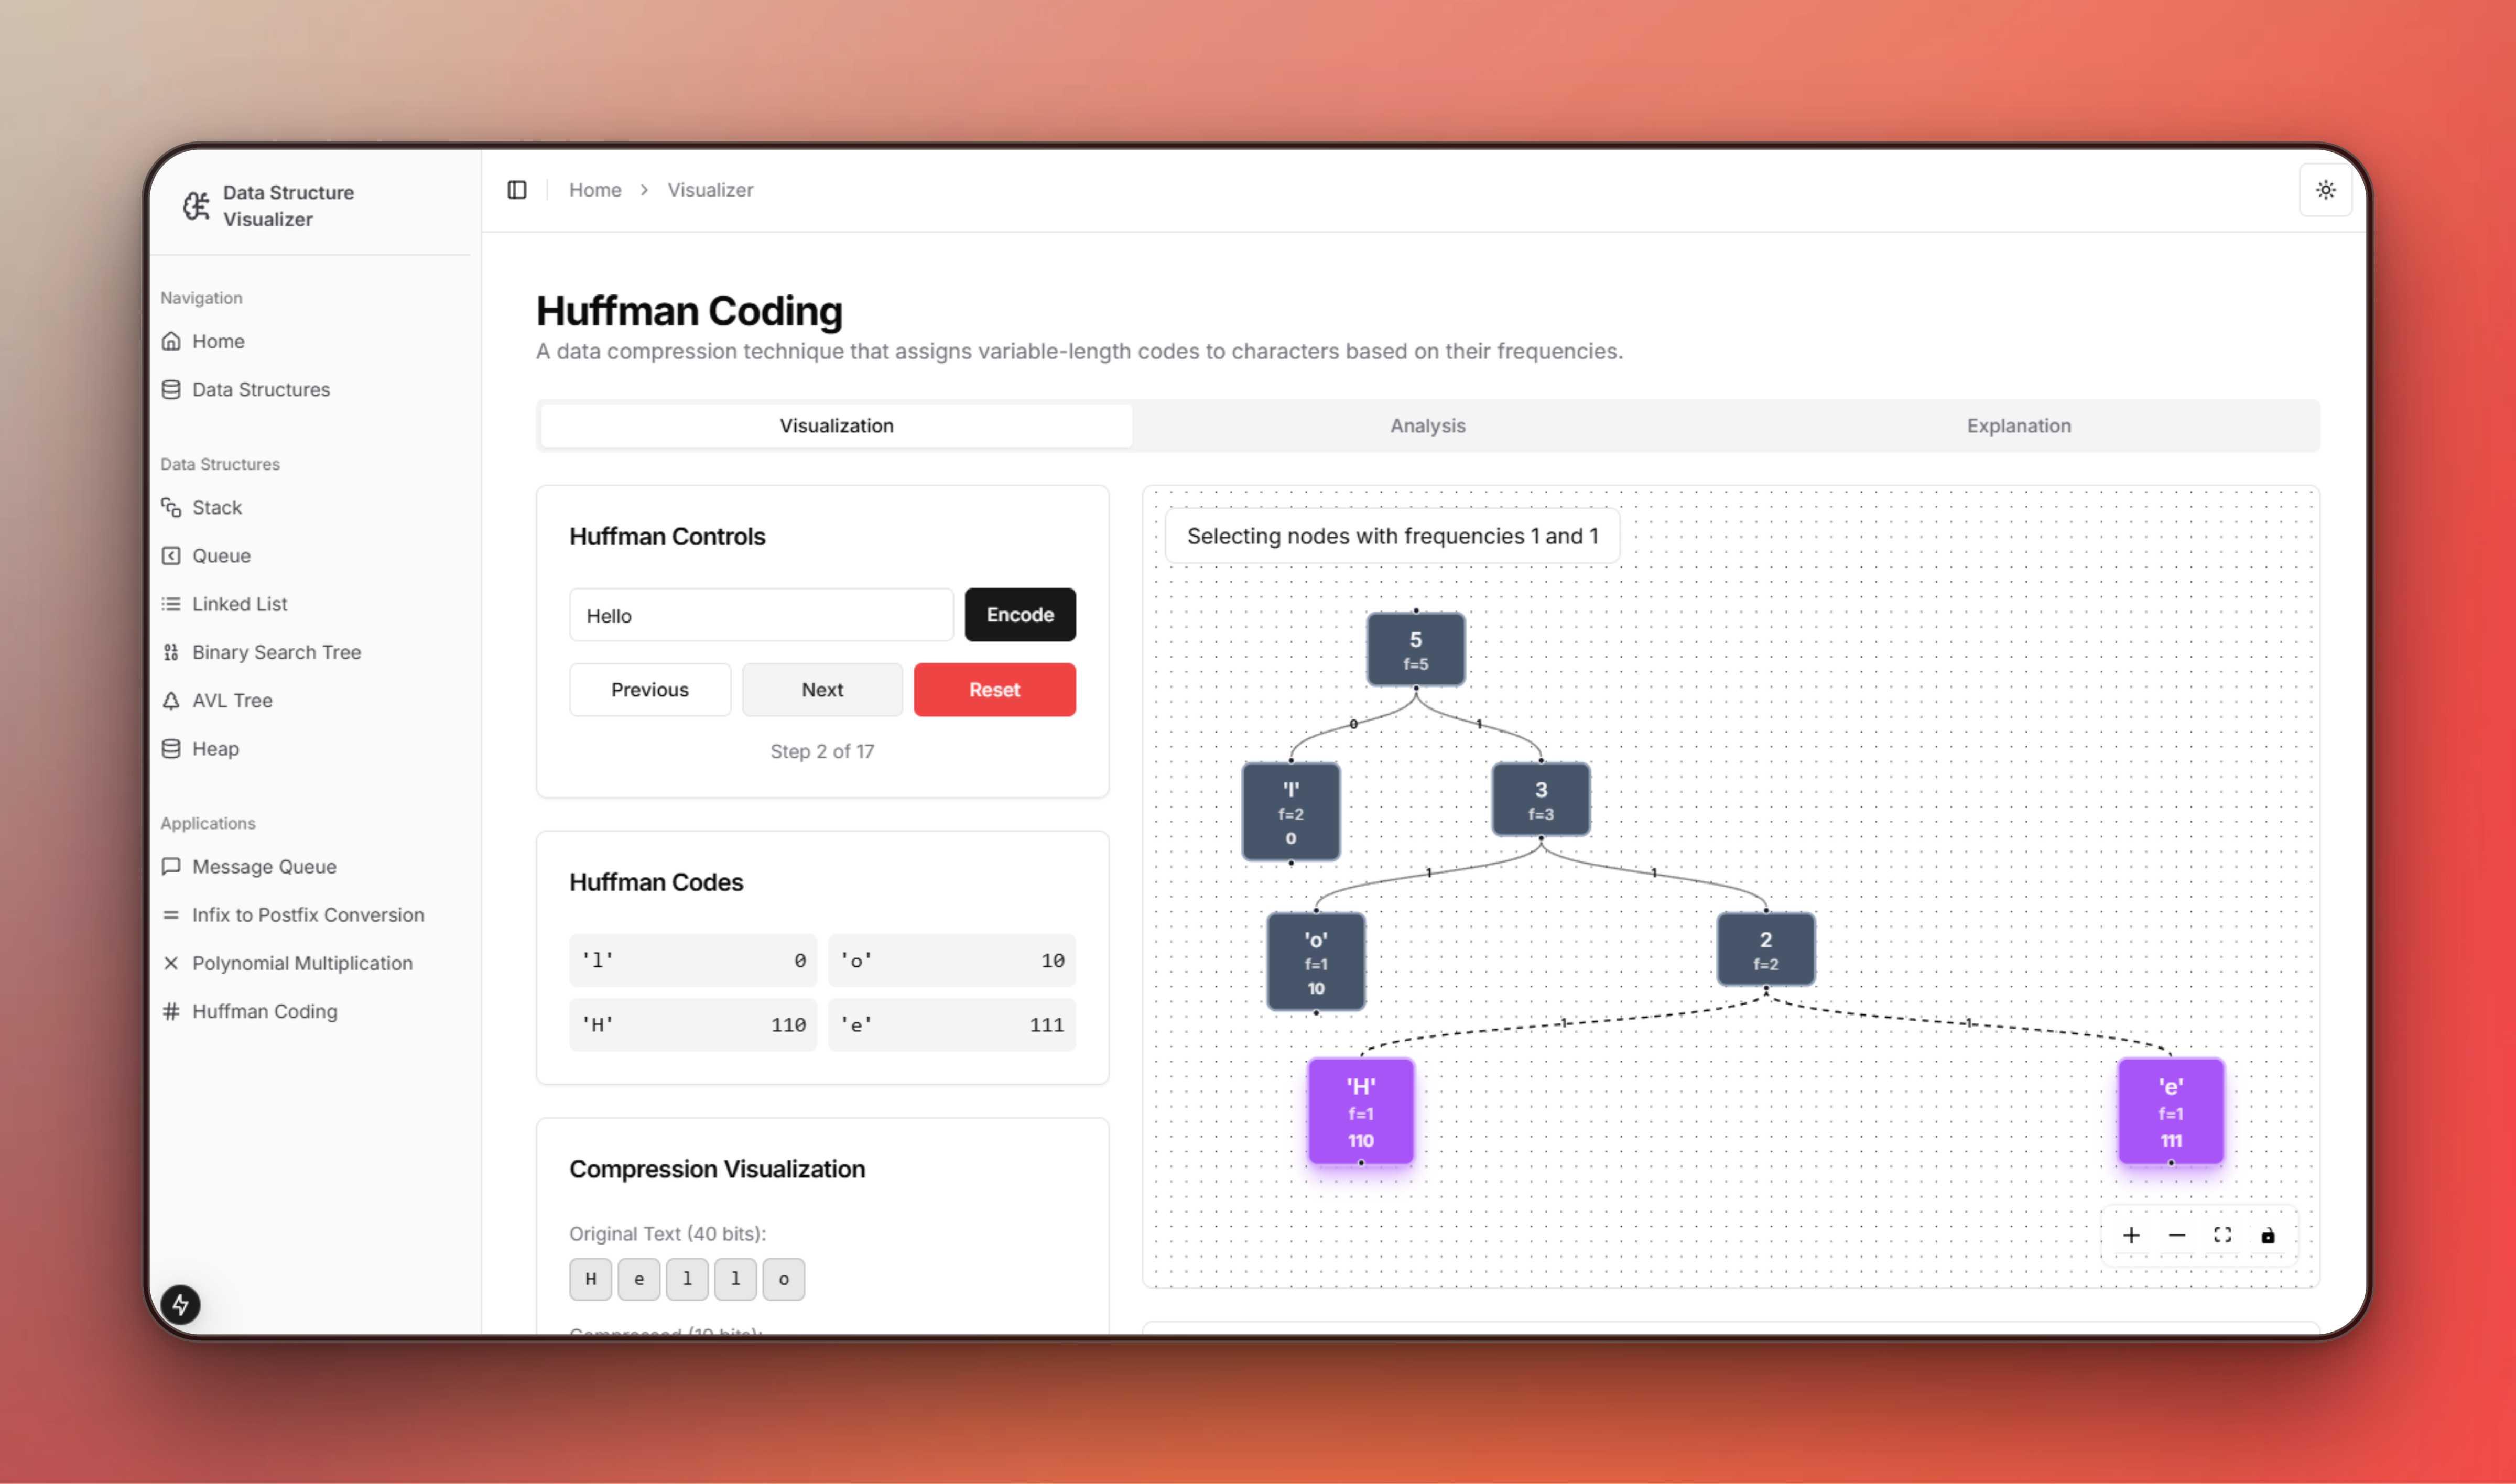 Data Structure
Visualizer
Navigation
Home
Data Structures
Data Structures
Stack
Queue
Linked List
Binary Search Tree
AVL Tree
Heap
Applications
Message Queue
Infix to Postfix Conversion
Polynomial Multiplication
Huffman Coding
Home > Visualizer
Huffman Coding
A data compression technique that assigns variable-length codes to characters based on their frequencies.
Visualization Analysis Explanation
Huffman Controls
Hello Encode
Previous Next Reset
Step 2 of 17
Huffman Codes
'l' 0 'o' 10
'H' 110 'e' 111
Compression Visualization
Original Text (40 bits):
H e l l o
Compressed (10 bits):
Selecting nodes with frequencies 1 and 1
5
f=5
0 1
'l'
f=2
0
3
f=3
1 1
'o'
f=1
10
2
f=2
1 1
'H'
f=1
110
'e'
f=1
111